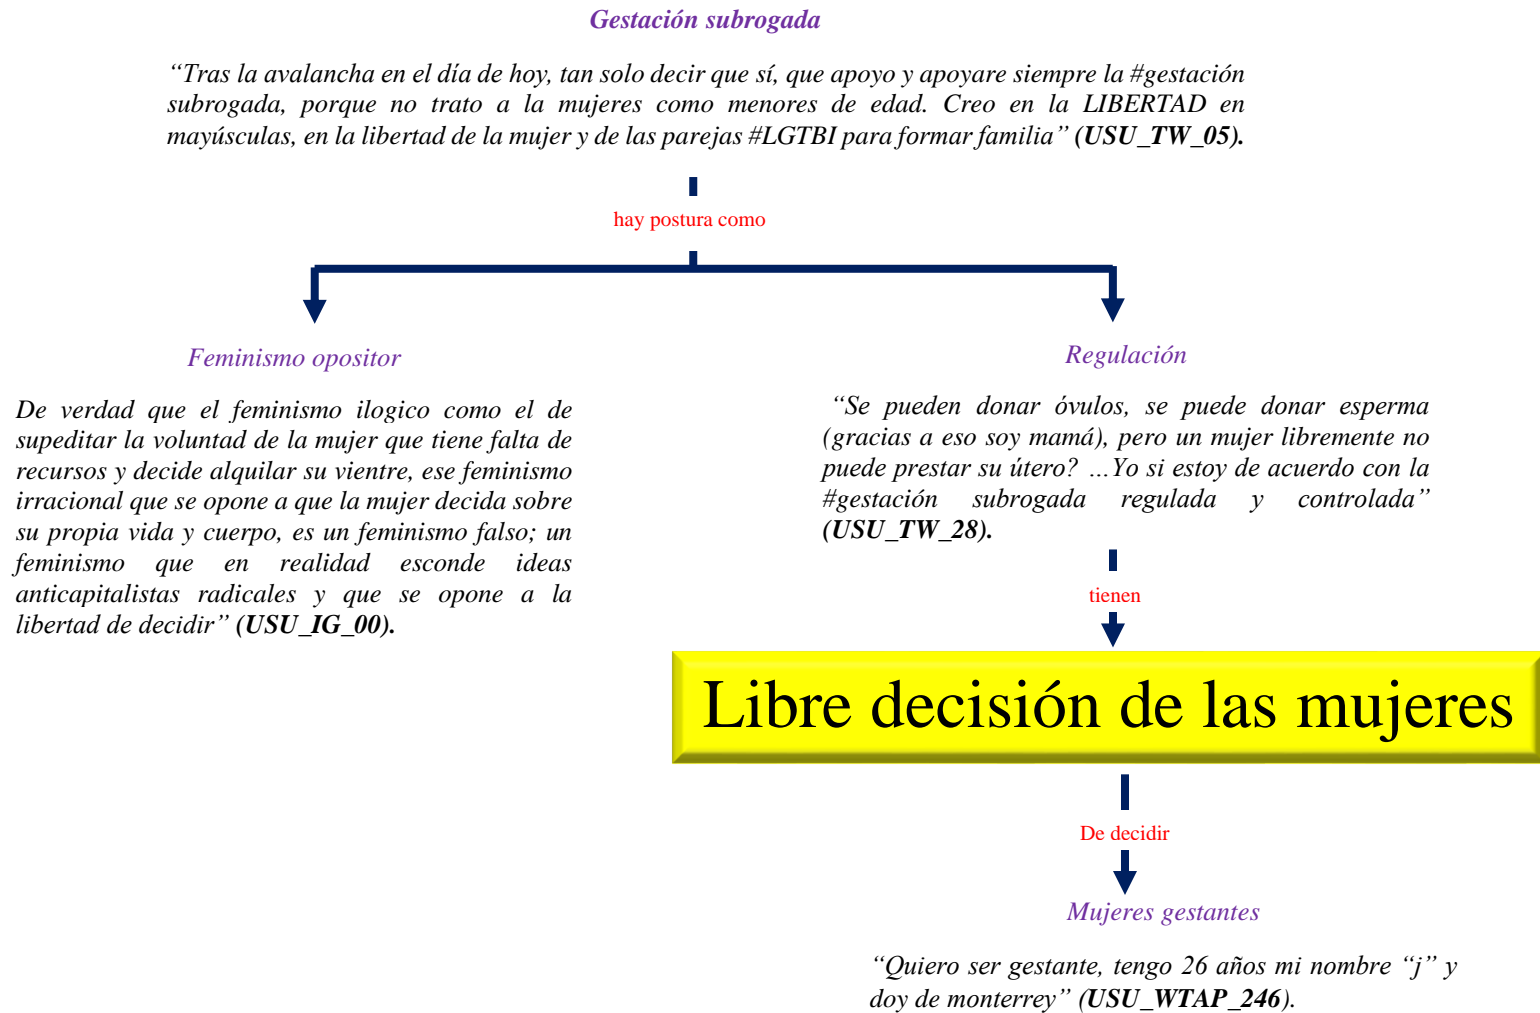 Gestación subrogada
“Tras la avalancha en el día de hoy, tan solo decir que sí, que apoyo y apoyare siempre la #gestación
subrogada, porque no trato a la mujeres como menores de edad. Creo en la LIBERTAD en
mayúsculas, en la libertad de la mujer y de las parejas #LGTBI para formar familia” (USU_TW_05).
hay postura como
Feminismo opositor
De verdad que el feminismo ilogico como el de
supeditar la voluntad de la mujer que tiene falta de
recursos y decide alquilar su vientre, ese feminismo
irracional que se opone a que la mujer decida sobre
su propia vida y cuerpo, es un feminismo falso; un
feminismo que en realidad esconde ideas
anticapitalistas radicales y que se opone a la
libertad de decidir” (USU_IG_00).
Regulación
“Se pueden donar óvulos, se puede donar esperma
(gracias a eso soy mamá), pero un mujer libremente no
puede prestar su útero? …Yo si estoy de acuerdo con la
#gestación subrogada regulada y controlada”
(USU_TW_28).
tienen
Libre decisión de las mujeres
De decidir
Mujeres gestantes
“Quiero ser gestante, tengo 26 años mi nombre “j” y
doy de monterrey” (USU_WTAP_246).